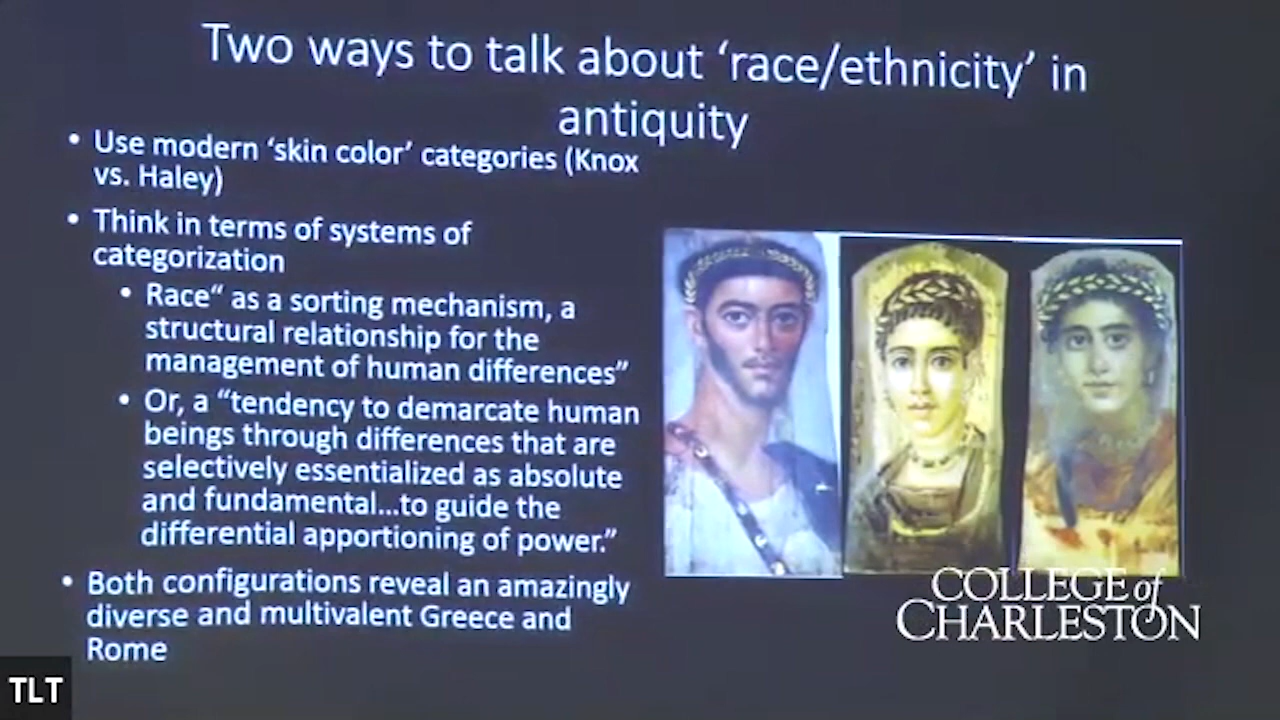 Two ways to talk about ‘race/ethnicity’ in
antiquity
• Use modern ‘skin color’ categories (Knox
vs. Haley)
• Think in terms of systems of
categorization
• Race“ as a sorting mechanism, a
structural relationship for the
management of human differences”
• Or, a “tendency to demarcate human
beings through differences that are
selectively essentialized as absolute
and fundamental...to guide the
differential apportioning of power.”
• Both configurations reveal an amazingly
diverse and multivalent Greece and
Rome
COLLEGE of
CHARLESTON
TLT